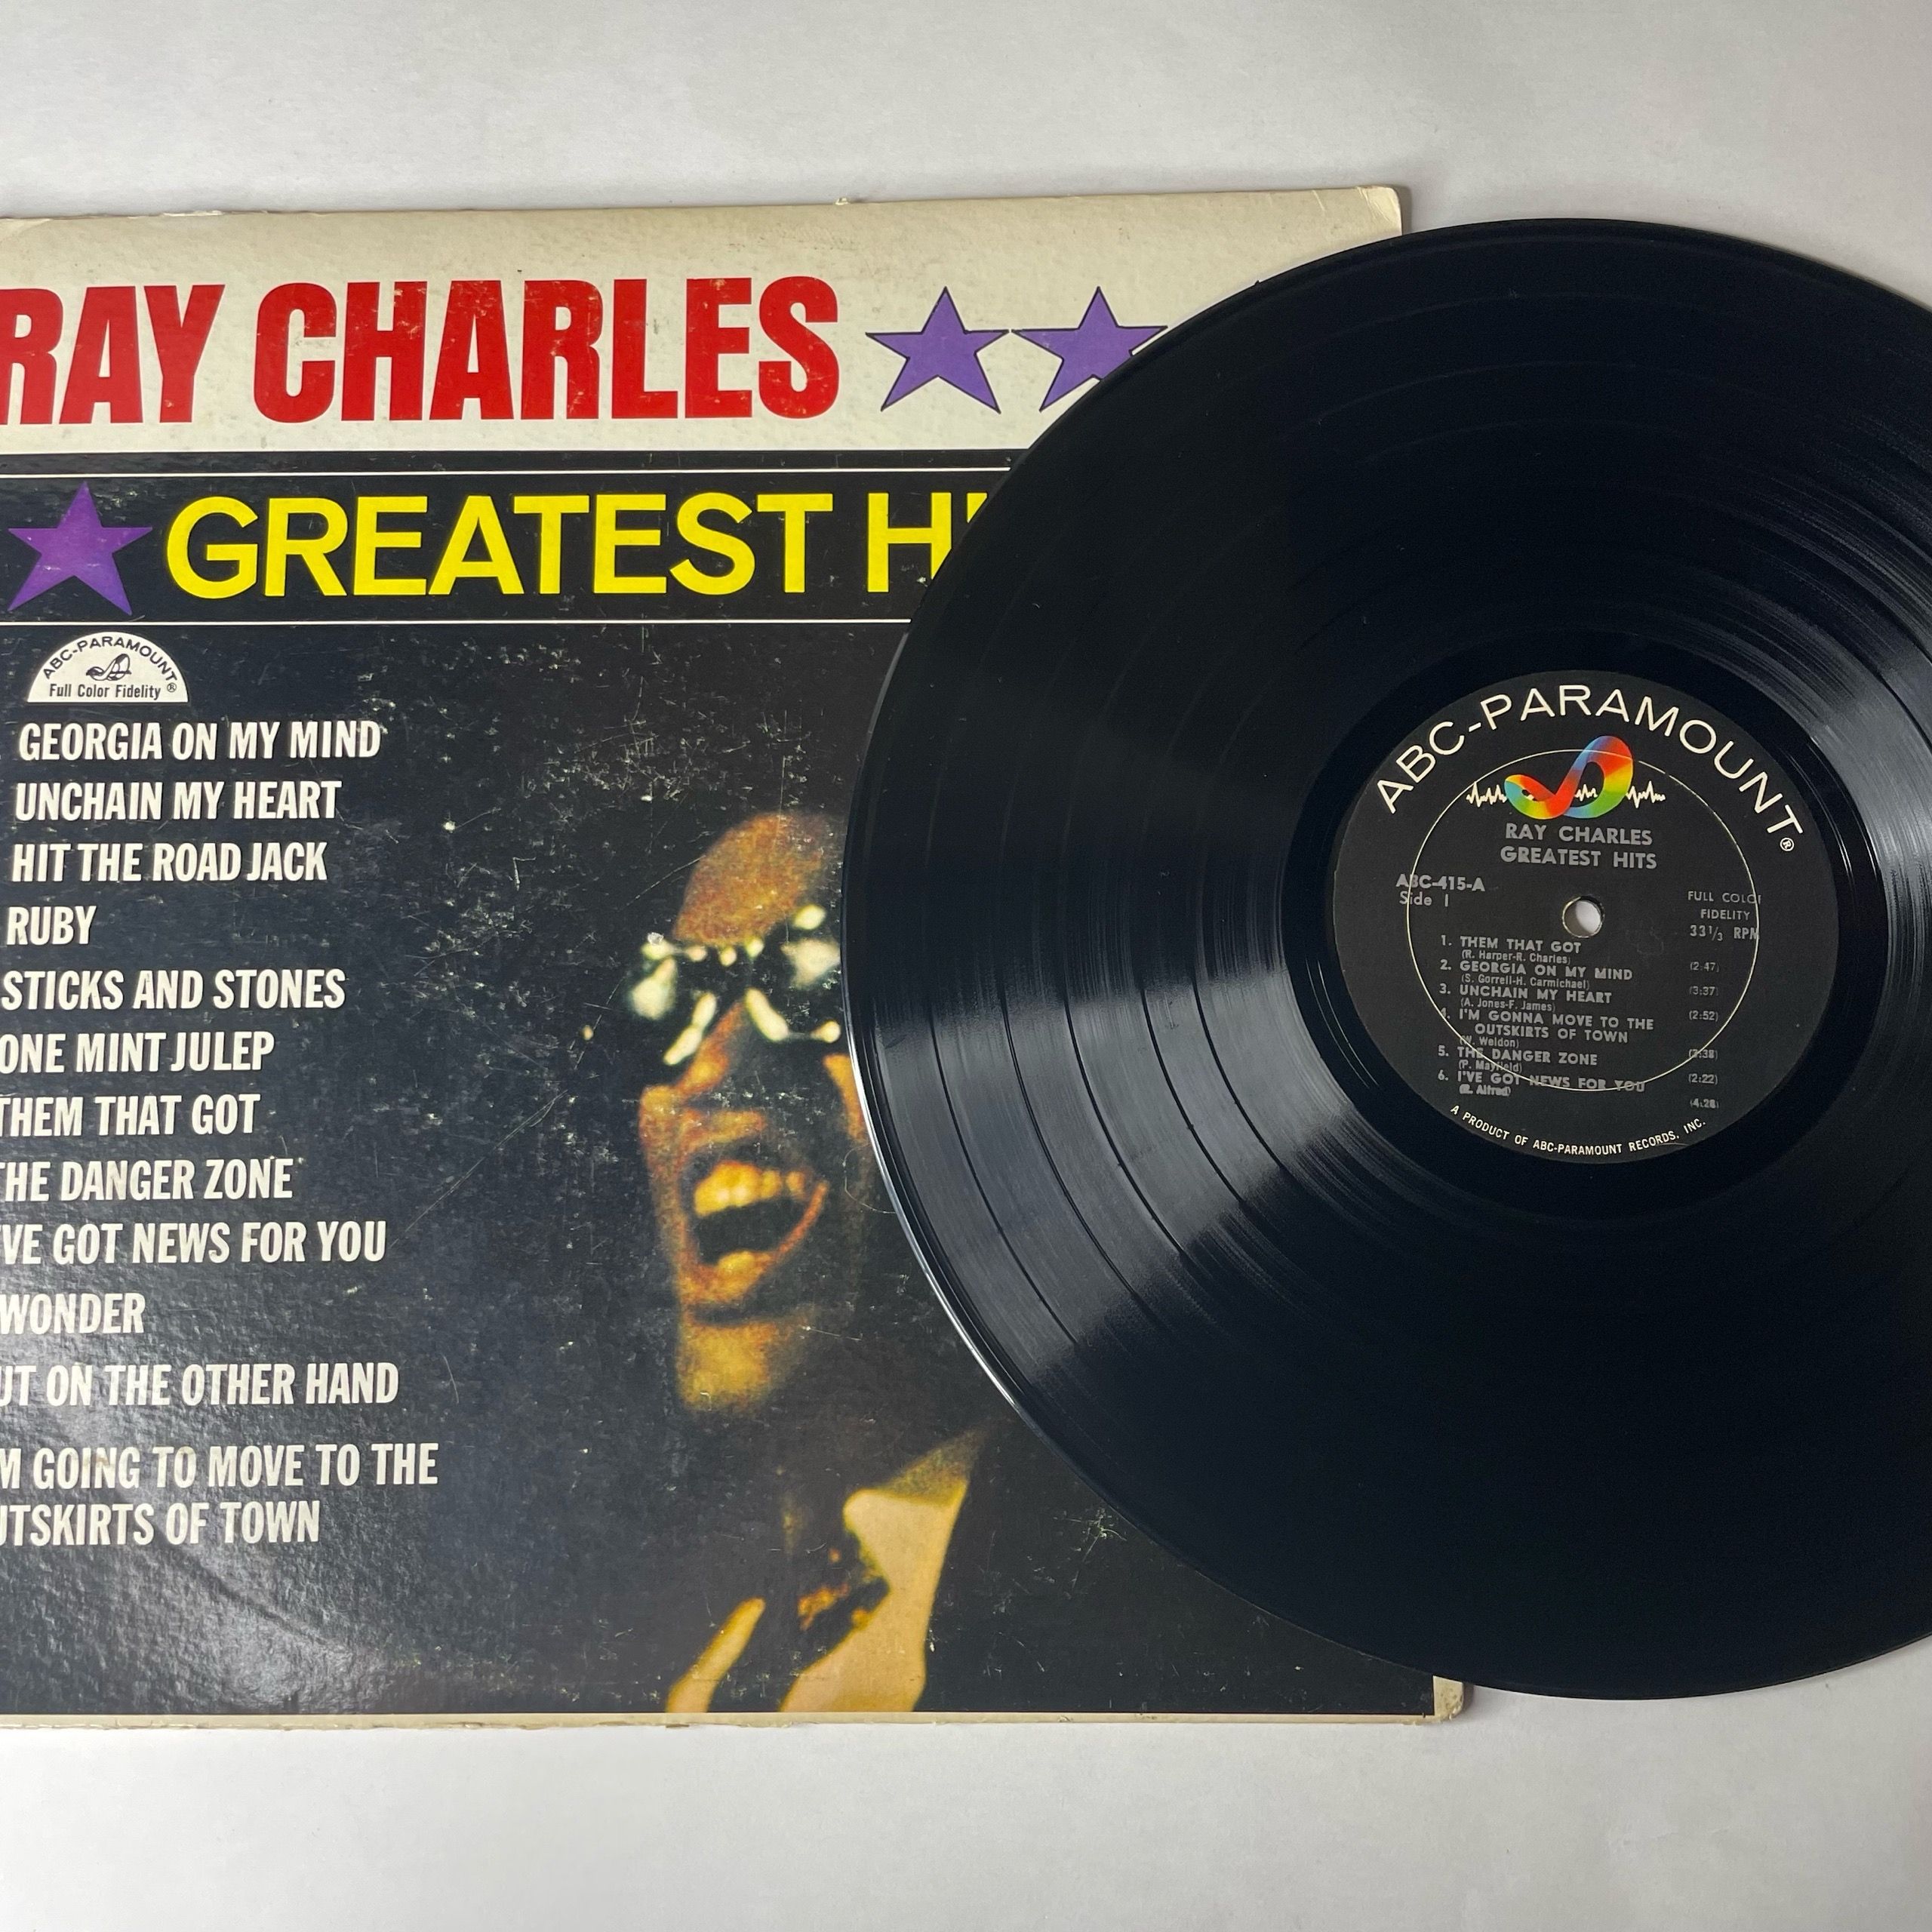 RAY CHARLES
GREATEST
ABC-PARAMOUNT
Full Color Fidelity ®
GEORGIA ON MY MIND
UNCHAIN MY HEART
HIT THE ROAD JACK
RUBY
STICKS AND STONES
ONE MINT JULEP
THEM THAT GOT
THE DANGER ZONE
VE GOT NEWS FOR YOU
WONDER
UT ON THE OTHER HAND
M GOING TO MOVE TO THE
UTSKIRTS OF TOWN
ABC-PARAMOUNT®
RAY CHARLES
GREATEST HITS
ABC-415-A
Side 1
FULL COLOR
FIDELITY
33 1/3 RPM
1. THEM THAT GOT
(R. Harper-R. Charles) (2:47)
2. GEORGIA ON MY MIND
(S. Gorrell-H. Carmichael) (3:37)
3. UNCHAIN MY HEART
(A. Jones-F. James) (2:52)
4. I'M GONNA MOVE TO THE
OUTSKIRTS OF TOWN
(W. Weldon) (3:38)
5. THE DANGER ZONE
(P. Mayfield) (2:22)
6. I'VE GOT NEWS FOR YOU
(R. Alfred) (4:28)
A PRODUCT OF ABC-PARAMOUNT RECORDS, INC.